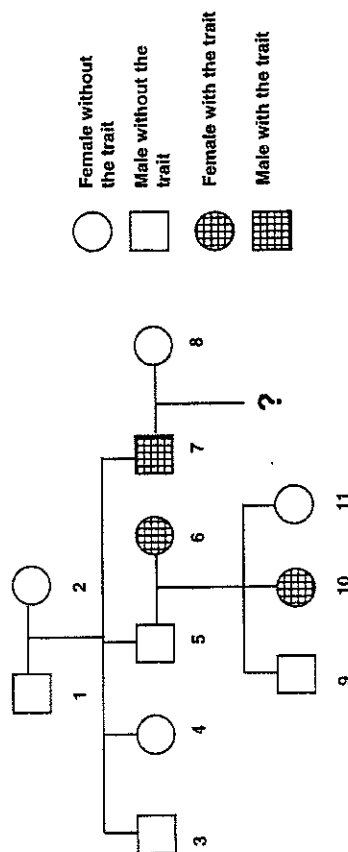 Female without
the trait
Male without the
trait
Female with the trait
Male with the trait
1
2
3
4
5
6
7
8
?
9
10
11